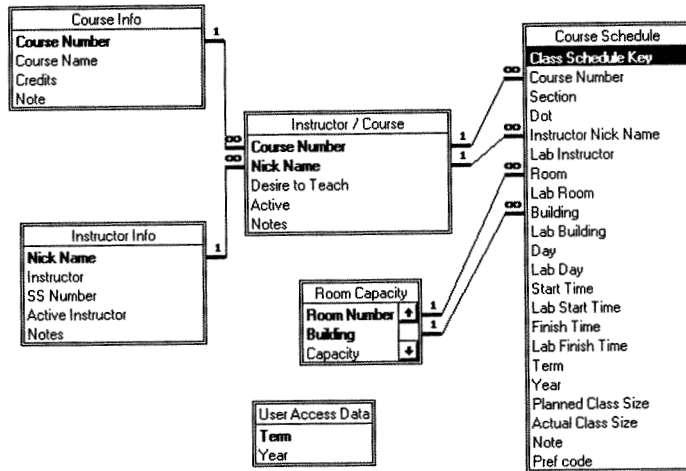 Course Info
Course Number
Course Name
Credits
Note
1
∞
Instructor / Course
Course Number
Nick Name
Desire to Teach
Active
Notes
∞
1
1
Instructor Info
Nick Name
Instructor
SS Number
Active Instructor
Notes
1
Room Capacity
Room Number
Building
Capacity
1
1
User Access Data
Term
Year
Course Schedule
Class Schedule Key
Course Number
Section
Dot
Instructor Nick Name
Lab Instructor
Room
Lab Room
Building
Lab Building
Day
Lab Day
Start Time
Lab Start Time
Finish Time
Lab Finish Time
Term
Year
Planned Class Size
Actual Class Size
Note
Pref code
∞
∞
∞
∞